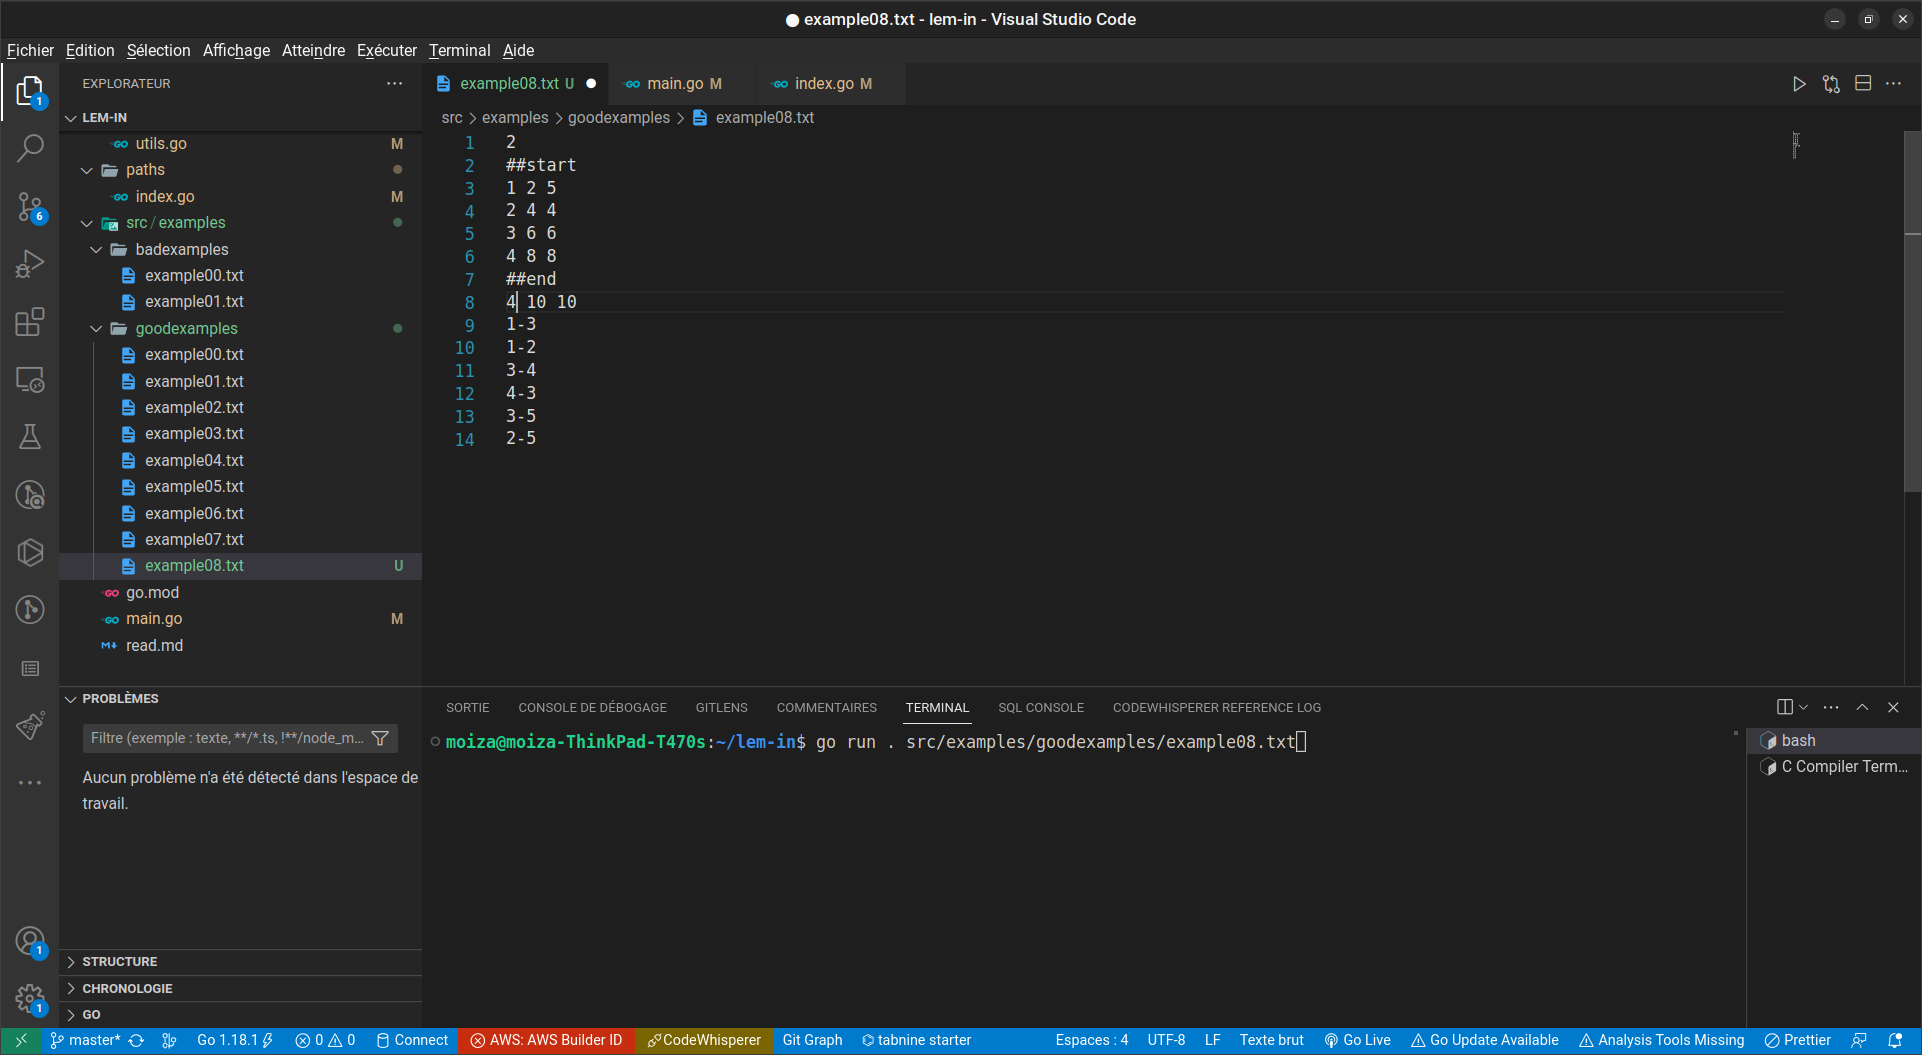 example08.txt - lem-in - Visual Studio Code
Fichier Edition Sélection Affichage Atteindre Exécuter Terminal Aide
EXPLORATEUR
LEM-IN
utils.go M
paths
index.go M
src / examples
badexamples
example00.txt
example01.txt
goodexamples
example00.txt
example01.txt
example02.txt
example03.txt
example04.txt
example05.txt
example06.txt
example07.txt
example08.txt U
go.mod
main.go M
read.md
1
6
1
1
PROBLÈMES
Filtre (exemple : texte, **/*.ts, !**/node_m...
Aucun problème n'a été détecté dans l'espace de
travail.
STRUCTURE
CHRONOLOGIE
GO
example08.txt U main.go M index.go M
src > examples > goodexamples > example08.txt
1 2
2 ##start
3 1 2 5
4 2 4 4
5 3 6 6
6 4 8 8
7 ##end
8 4 10 10
9 1-3
10 1-2
11 3-4
12 4-3
13 3-5
14 2-5
SORTIE CONSOLE DE DÉBOGAGE GITLENS COMMENTAIRES TERMINAL SQL CONSOLE CODEWHISPERER REFERENCE LOG
moiza@moiza-ThinkPad-T470s:~/lem-in$ go run . src/examples/goodexamples/example08.txt
bash
C Compiler Term...
master* Go 1.18.1 0 0 Connect AWS: AWS Builder ID CodeWhisperer Git Graph tabnine starter Espaces : 4 UTF-8 LF Texte brut Go Live Go Update Available Analysis Tools Missing Prettier